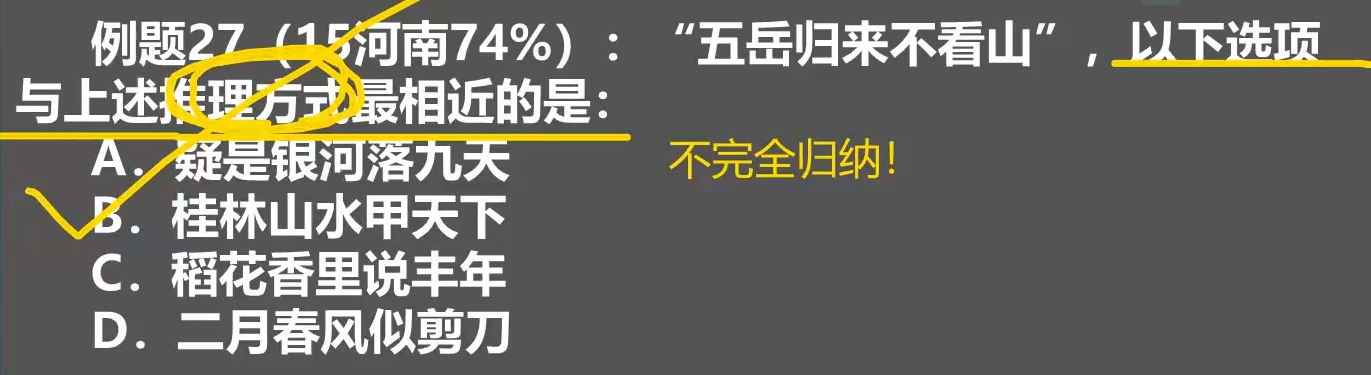 例题27（15河南74%）：“五岳归来不看山”，以下选项
与上述推理方式最相近的是：
A．疑是银河落九天
不完全归纳！
B．桂林山水甲天下
C．稻花香里说丰年
D．二月春风似剪刀